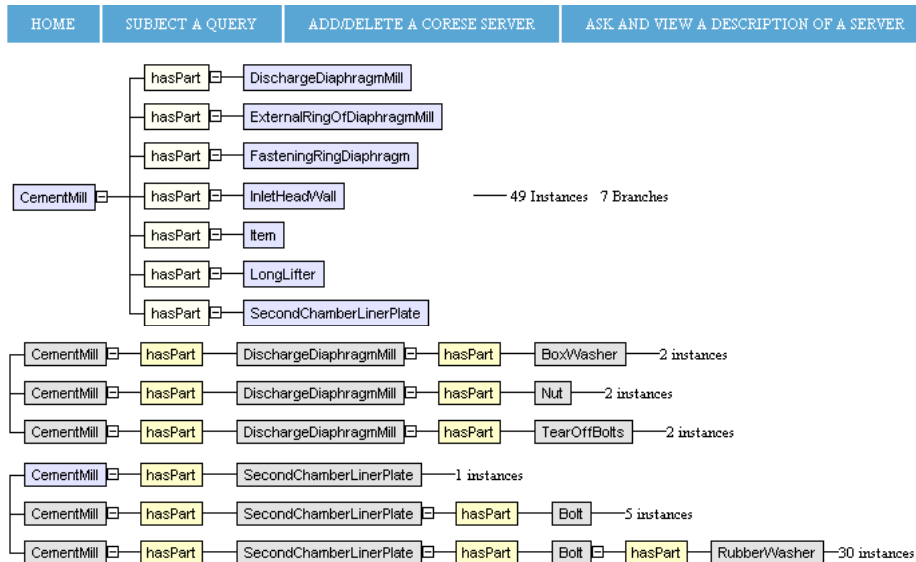 HOME SUBJECT A QUERY ADD/DELETE A CORESE SERVER ASK AND VIEW A DESCRIPTION OF A SERVER
hasPart DischargeDiaphragmMill
hasPart ExternalRingOfDiaphragmMill
hasPart FasteningRingDiaphragm
CementMill hasPart InletHeadWall 49 Instances 7 Branches
hasPart Item
hasPart LongLifter
hasPart SecondChamberLinerPlate
CementMill hasPart DischargeDiaphragmMill hasPart BoxWasher 2 instances
CementMill hasPart DischargeDiaphragmMill hasPart Nut 2 instances
CementMill hasPart DischargeDiaphragmMill hasPart TearOffBolts 2 instances
CementMill hasPart SecondChamberLinerPlate 1 instances
CementMill hasPart SecondChamberLinerPlate hasPart Bolt 5 instances
CementMill hasPart SecondChamberLinerPlate hasPart Bolt hasPart RubberWasher 30 instances